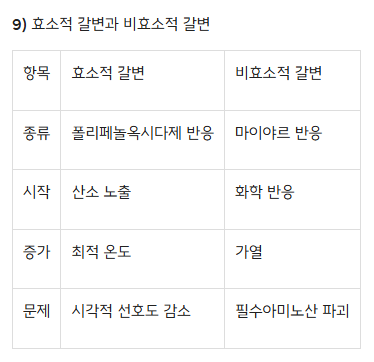 9) 효소적 갈변과 비효소적 갈변
항목 효소적 갈변 비효소적 갈변
종류 폴리페놀옥시다제 반응 마이야르 반응
시작 산소 노출 화학 반응
증가 최적 온도 가열
문제 시각적 선호도 감소 필수아미노산 파괴